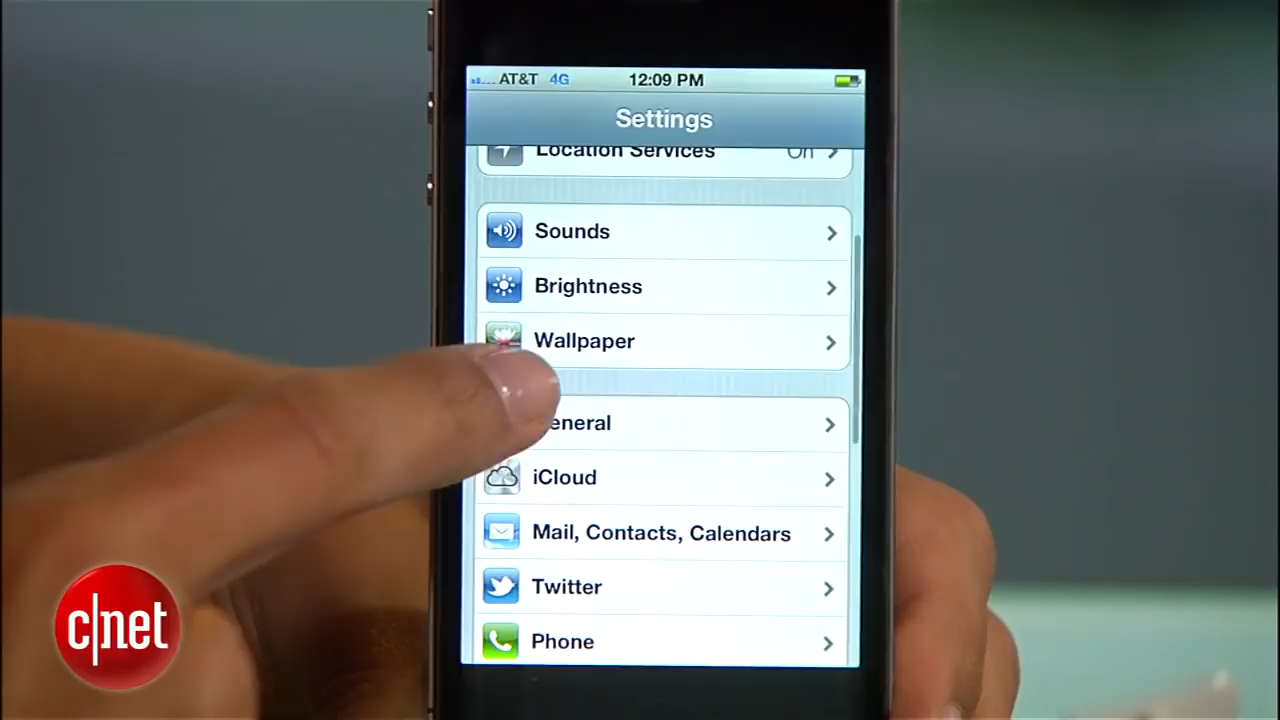 AT&T 4G 12:09 PM
Settings
Location Services On
Sounds
Brightness
Wallpaper
eneral
iCloud
Mail, Contacts, Calendars
Twitter
Phone
c|net